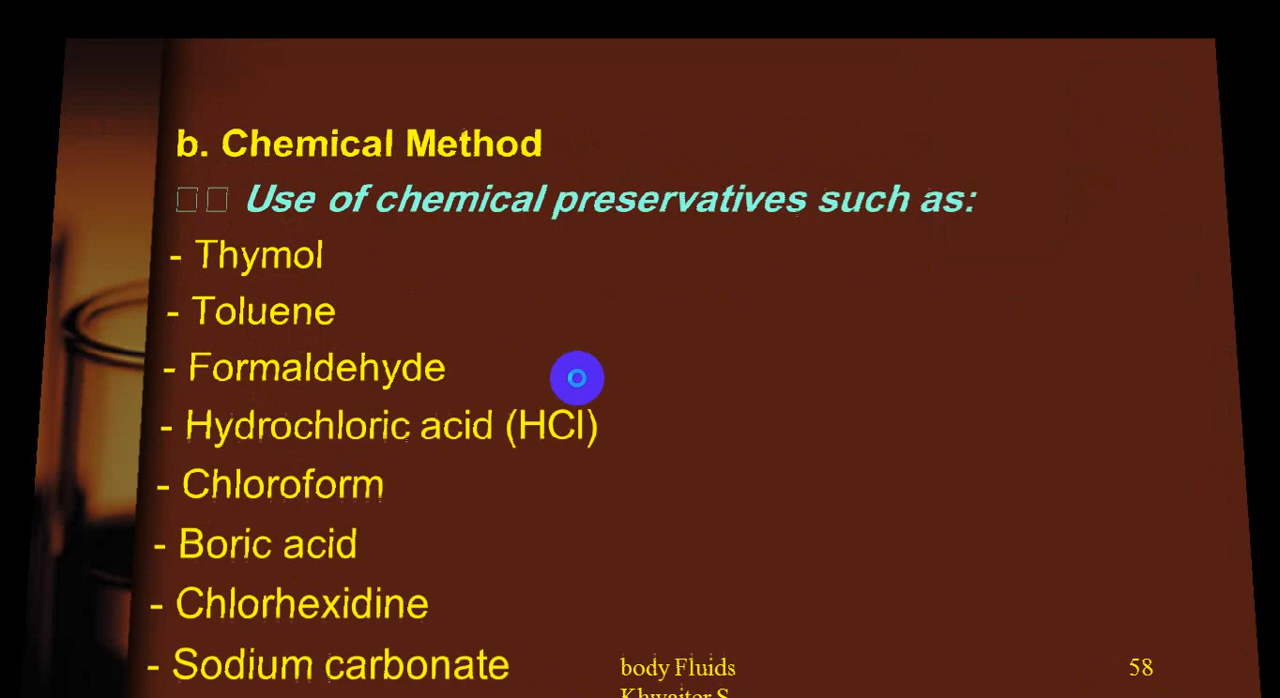 b. Chemical Method
Use of chemical preservatives such as:
- Thymol
- Toluene
- Formaldehyde
- Hydrochloric acid (HCl)
- Chloroform
- Boric acid
- Chlorhexidine
- Sodium carbonate
body Fluids
58
Khwaiter S